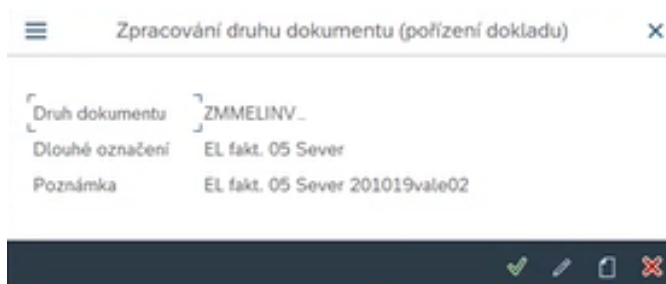 Zpracování druhu dokumentu (pořízení dokladu)
Druh dokumentu ZMMELINV...
Dlouhé označení EL fakt. 05 Sever
Poznámka EL fakt. 05 Sever 201019vale02